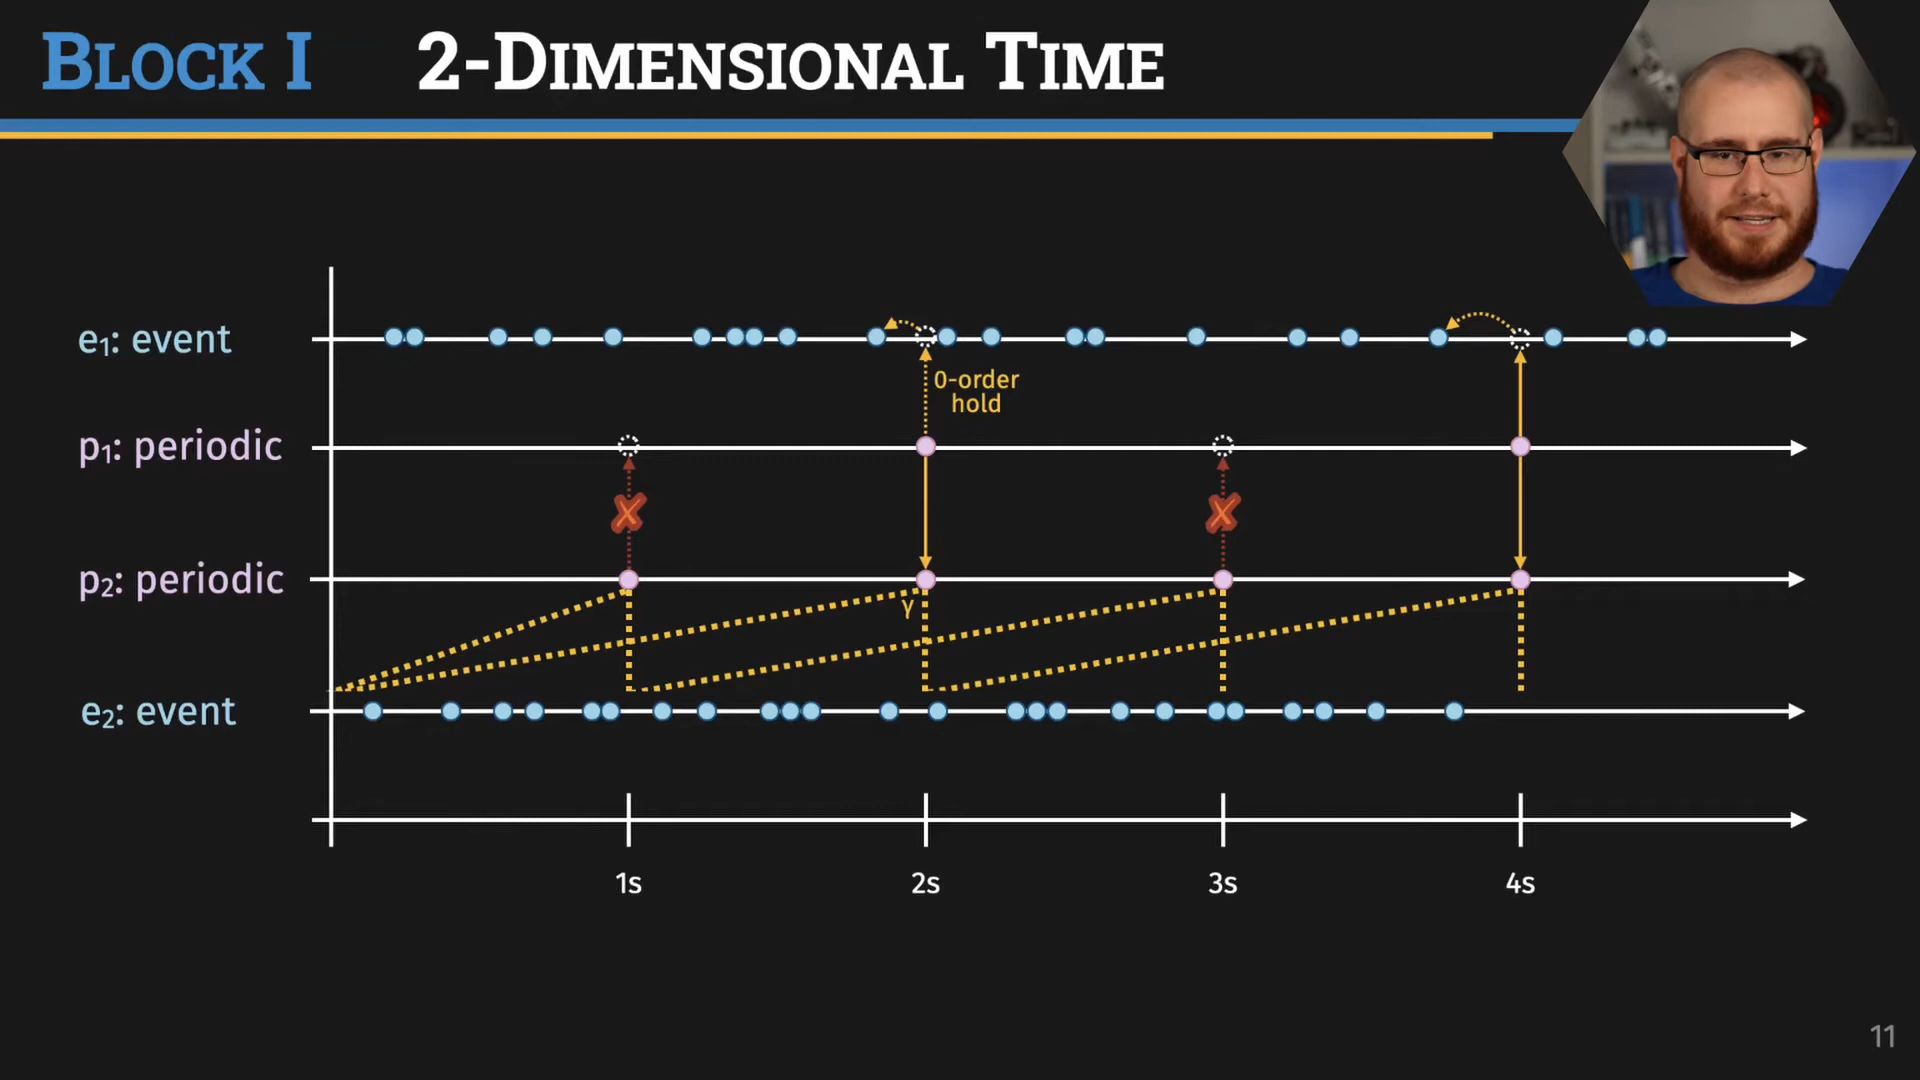 BLOCK I 2-DIMENSIONAL TIME
e₁: event
0-order
hold
p₁: periodic
p₂: periodic
γ
e₂: event
1s 2s 3s 4s
11